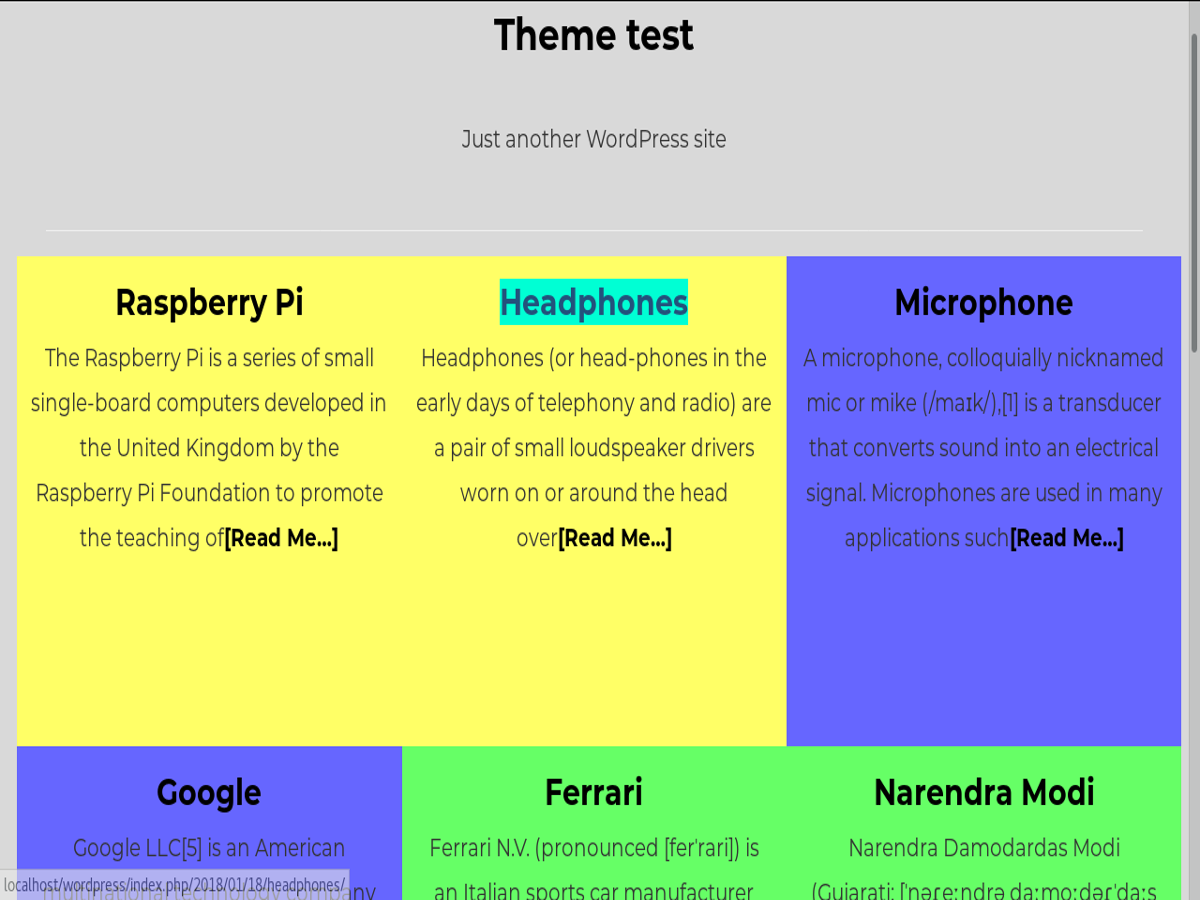 Theme test
Just another WordPress site
Raspberry Pi
The Raspberry Pi is a series of small
single-board computers developed in
the United Kingdom by the
Raspberry Pi Foundation to promote
the teaching of[Read Me...]
Headphones
Headphones (or head-phones in the
early days of telephony and radio) are
a pair of small loudspeaker drivers
worn on or around the head
over[Read Me...]
Microphone
A microphone, colloquially nicknamed
mic or mike (/maɪk/),[1] is a transducer
that converts sound into an electrical
signal. Microphones are used in many
applications such[Read Me...]
Google
Google LLC[5] is an American
multinational technology company
Ferrari
Ferrari N.V. (pronounced [fer'rari]) is
an Italian sports car manufacturer
Narendra Modi
Narendra Damodardas Modi
(Gujarati: [ˈnəɾeːndrə daːmoːdərˈdaːs
localhost/wordpress/index.php/2018/01/18/headphones/